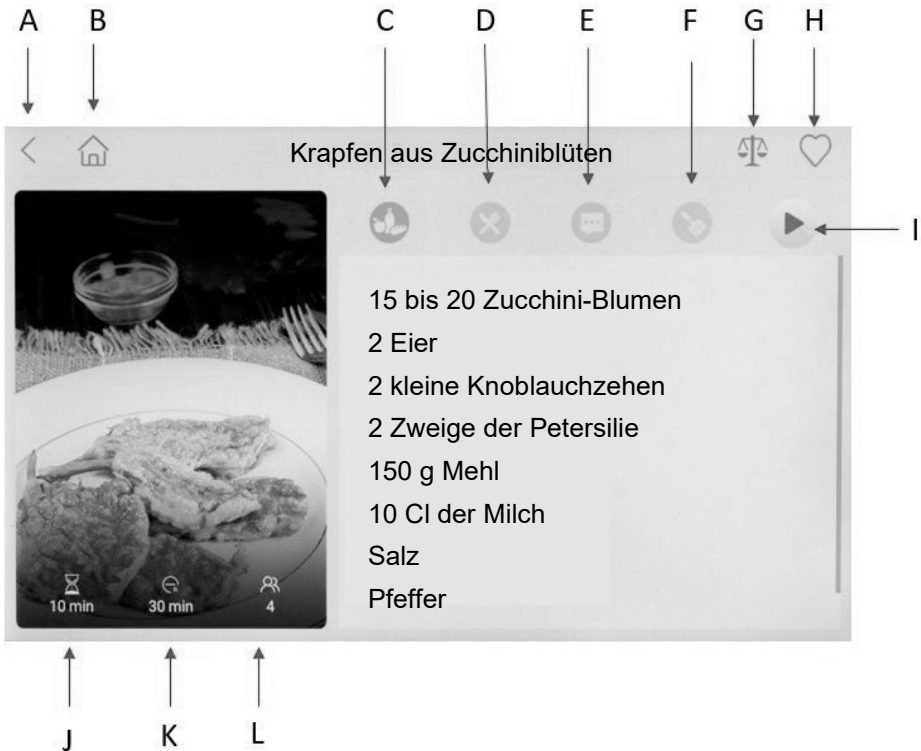 A B C D E F G H
Krapfen aus Zucchiniblüten
I
15 bis 20 Zucchini-Blumen
2 Eier
2 kleine Knoblauchzehen
2 Zweige der Petersilie
150 g Mehl
10 Cl der Milch
Salz
Pfeffer
10 min 30 min 4
J K L